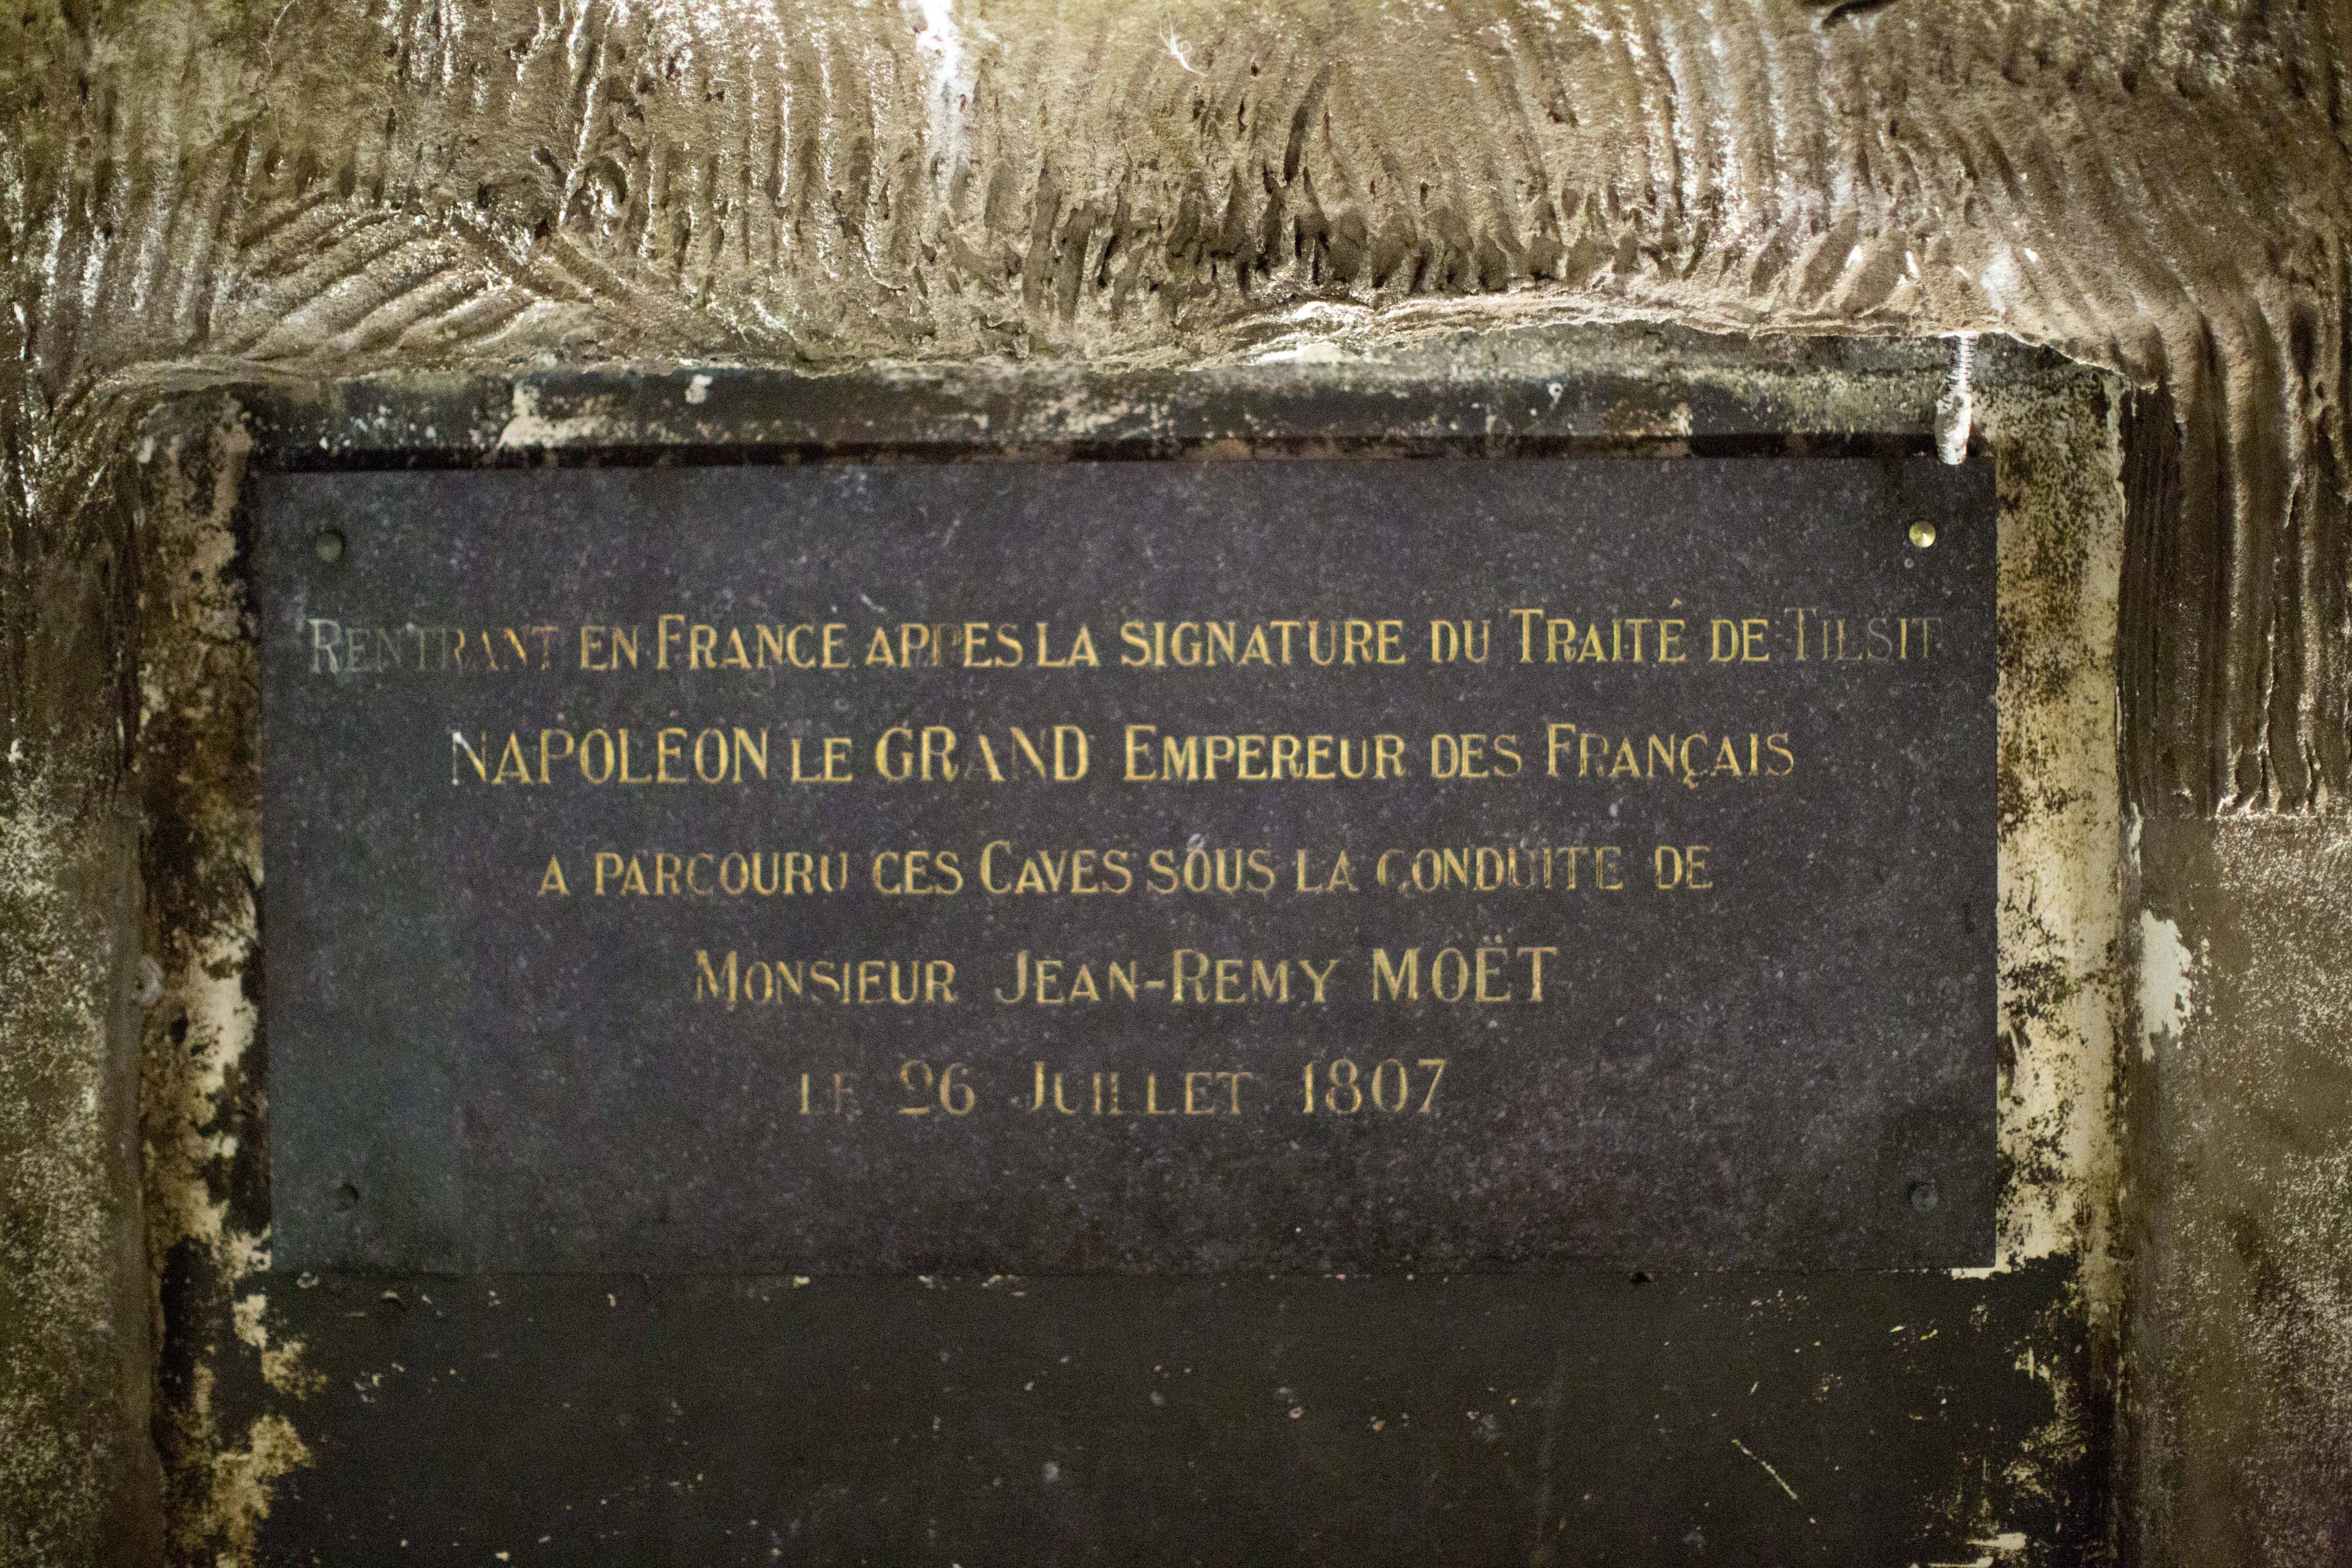 RENTRANT EN FRANCE APRES LA SIGNATURE DU TRAITÉ DE TILSIT
NAPOLÉON LE GRAND EMPEREUR DES FRANÇAIS
A PARCOURU CES CAVES SOUS LA CONDUITE DE
MONSIEUR JEAN-REMY MOËT
LE 26 JUILLET 1807